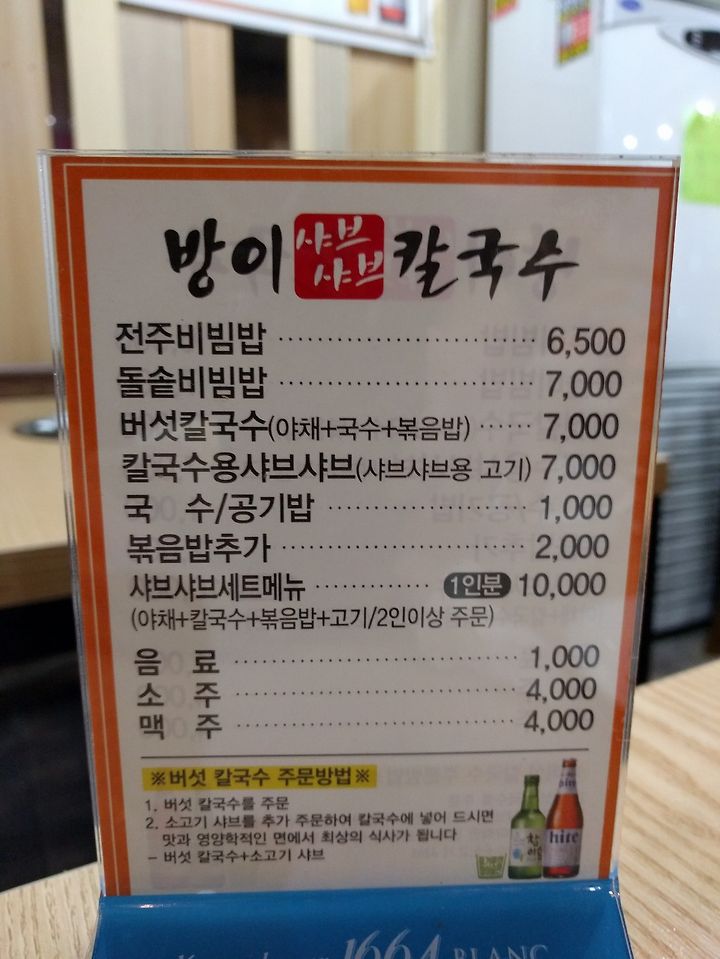 방이 샤브샤브 칼국수
전주비빔밥 ······························ 6,500
돌솥비빔밥 ······························ 7,000
버섯칼국수(야채+국수+볶음밥) ······ 7,000
칼국수용샤브샤브(샤브샤브용 고기) 7,000
국 수/공기밥 ························ 1,000
볶음밥추가 ······························ 2,000
샤브샤브세트메뉴 ·············· 1인분 10,000
(야채+칼국수+볶음밥+고기/2인이상 주문)
음 료 ···································· 1,000
소 주 ···································· 4,000
맥 주 ···································· 4,000
※버섯 칼국수 주문방법※
1. 버섯 칼국수를 주문
2. 소고기 샤브를 추가 주문하여 칼국수에 넣어 드시면
맛과 영양학적인 면에서 최상의 식사가 됩니다
- 버섯 칼국수+소고기 샤브
hite
1664 BLANC